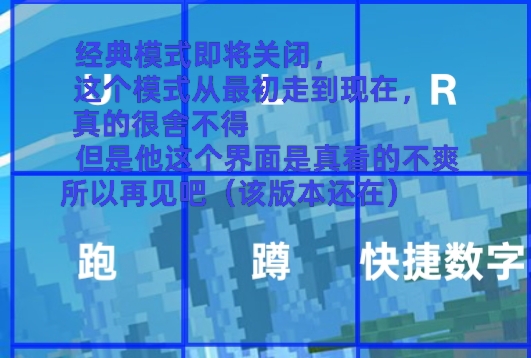 经典模式即将关闭，
这个模式从最初走到现在，
真的很舍不得
但是他这个界面是真看的不爽
所以再见吧（该版本还在）
U I R
跑 蹲 快捷数字